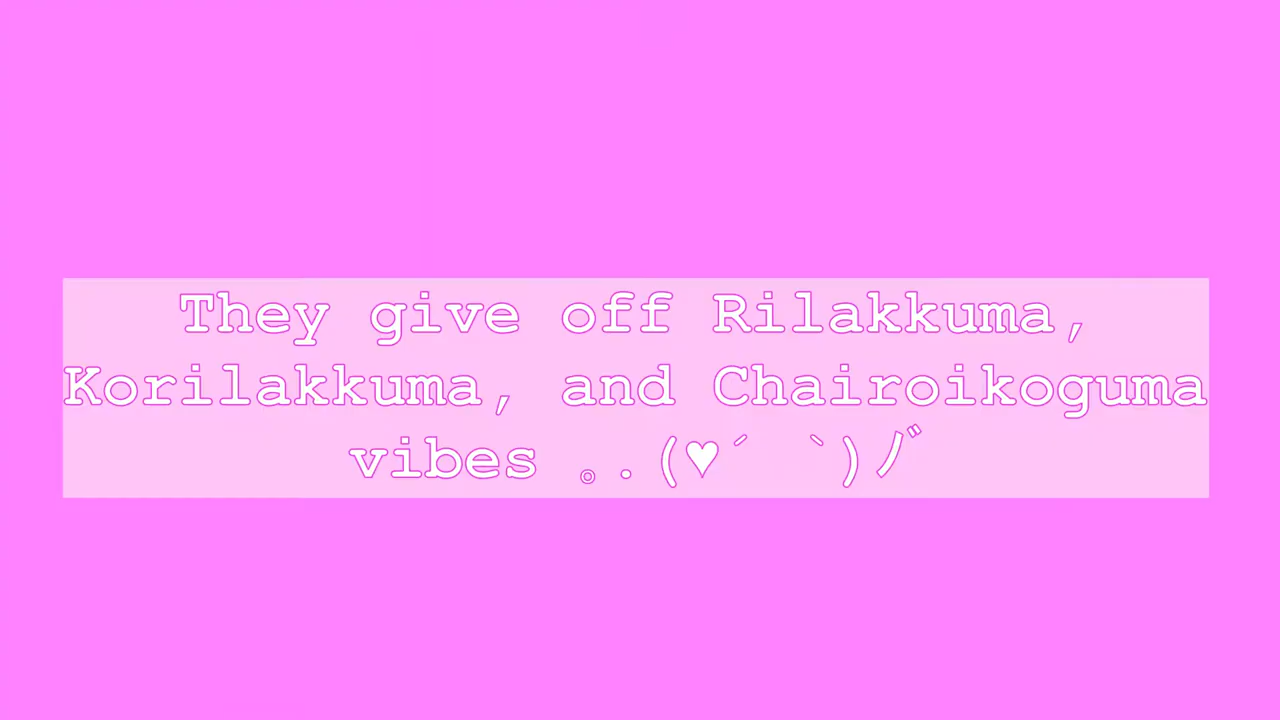 They give off Rilakkuma,
Korilakkuma, and Chairoikoguma
vibes 。.(♥´ `)ﾉﾞ